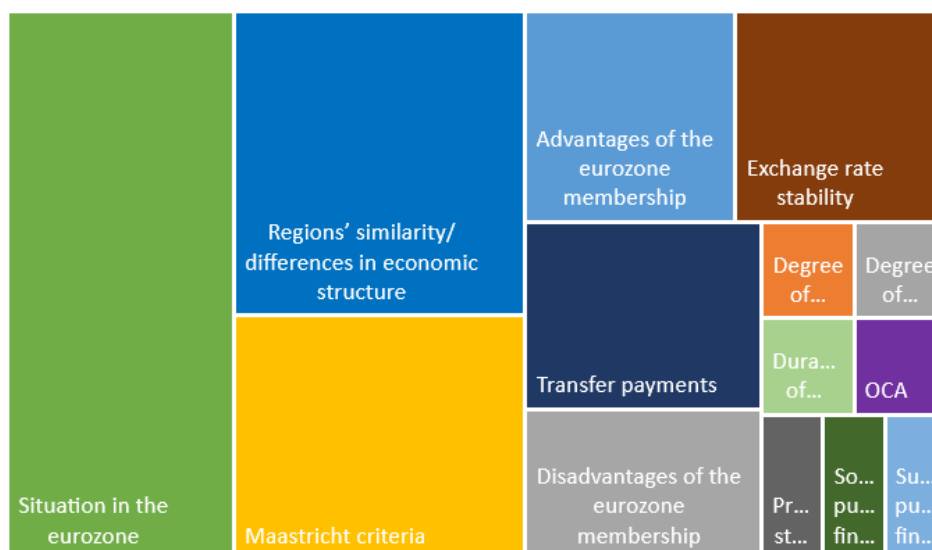 Situation in the
eurozone
Regions’ similarity/
differences in economic
structure
Maastricht criteria
Advantages of the
eurozone
membership
Exchange rate
stability
Transfer payments
Disadvantages of the
eurozone
membership
Degree
of...
Degree
of...
Dura...
of...
OCA
Pr...
st...
So...
pu...
fin...
Su...
pu...
fin...